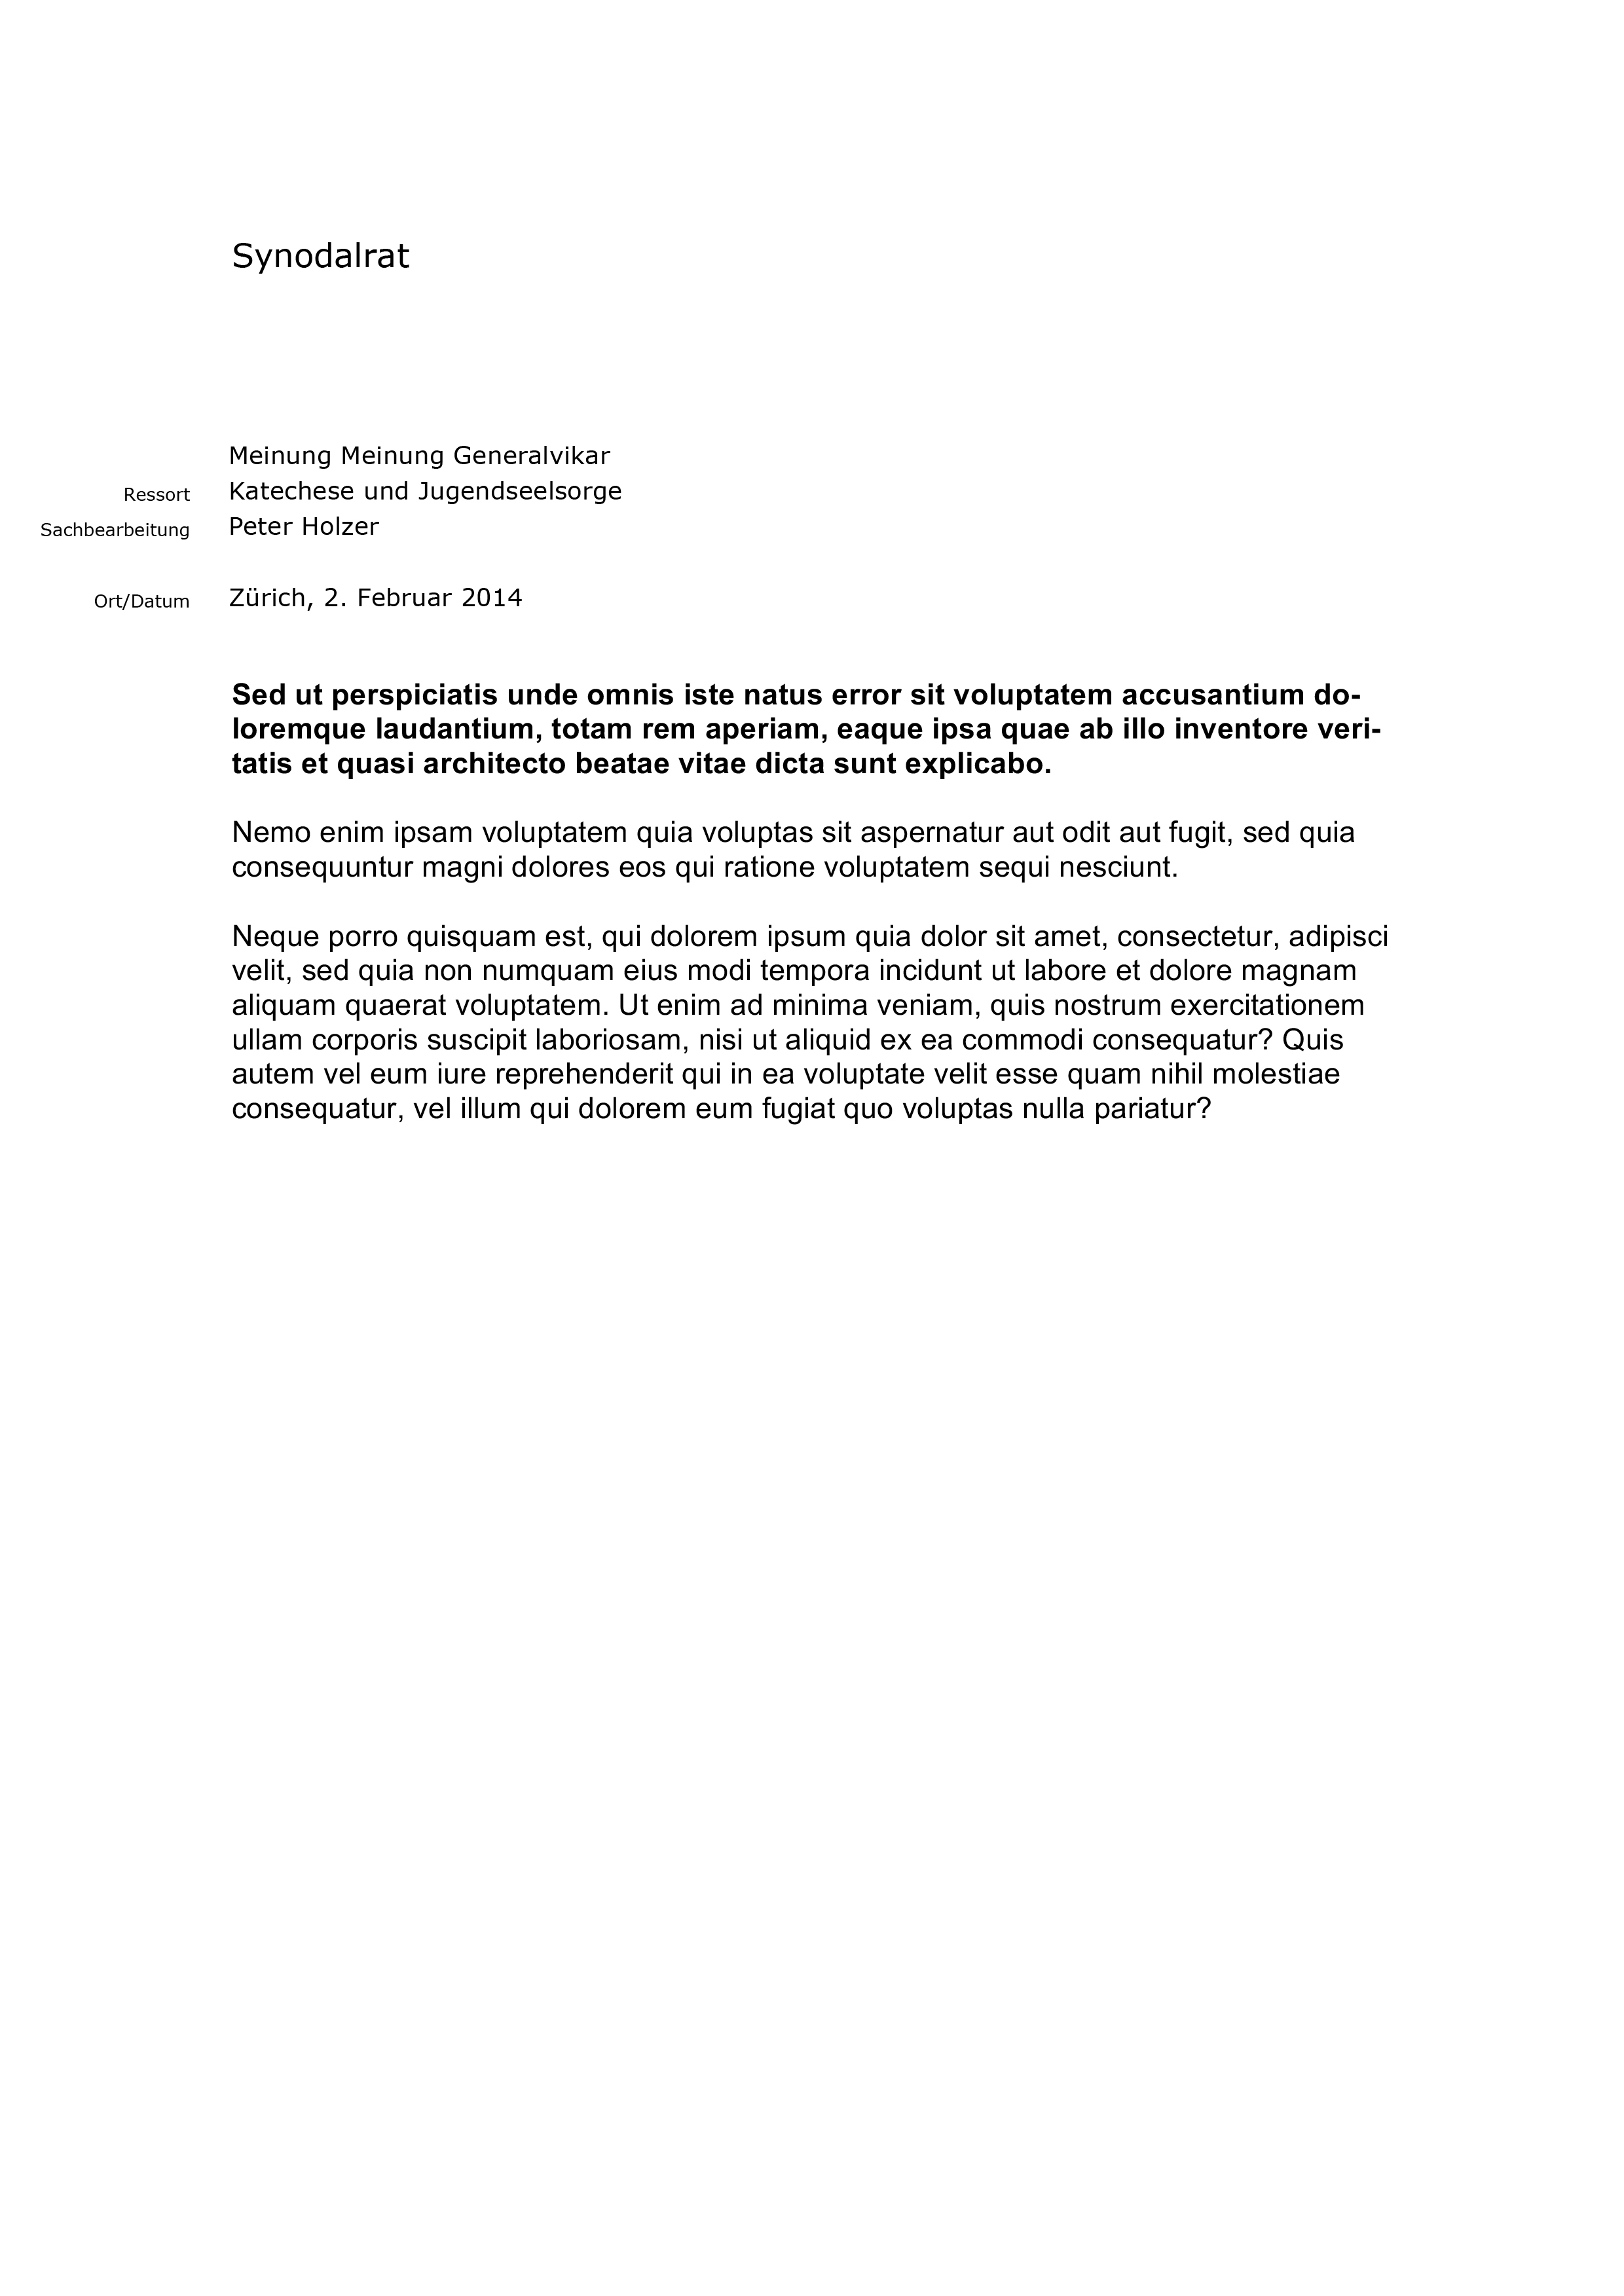 Synodalrat
Meinung Meinung Generalvikar
Ressort Katechese und Jugendseelsorge
Sachbearbeitung Peter Holzer
Ort/Datum Zürich, 2. Februar 2014
Sed ut perspiciatis unde omnis iste natus error sit voluptatem accusantium do-
loremque laudantium, totam rem aperiam, eaque ipsa quae ab illo inventore veri-
tatis et quasi architecto beatae vitae dicta sunt explicabo.
Nemo enim ipsam voluptatem quia voluptas sit aspernatur aut odit aut fugit, sed quia
consequuntur magni dolores eos qui ratione voluptatem sequi nesciunt.
Neque porro quisquam est, qui dolorem ipsum quia dolor sit amet, consectetur, adipisci
velit, sed quia non numquam eius modi tempora incidunt ut labore et dolore magnam
aliquam quaerat voluptatem. Ut enim ad minima veniam, quis nostrum exercitationem
ullam corporis suscipit laboriosam, nisi ut aliquid ex ea commodi consequatur? Quis
autem vel eum iure reprehenderit qui in ea voluptate velit esse quam nihil molestiae
consequatur, vel illum qui dolorem eum fugiat quo voluptas nulla pariatur?